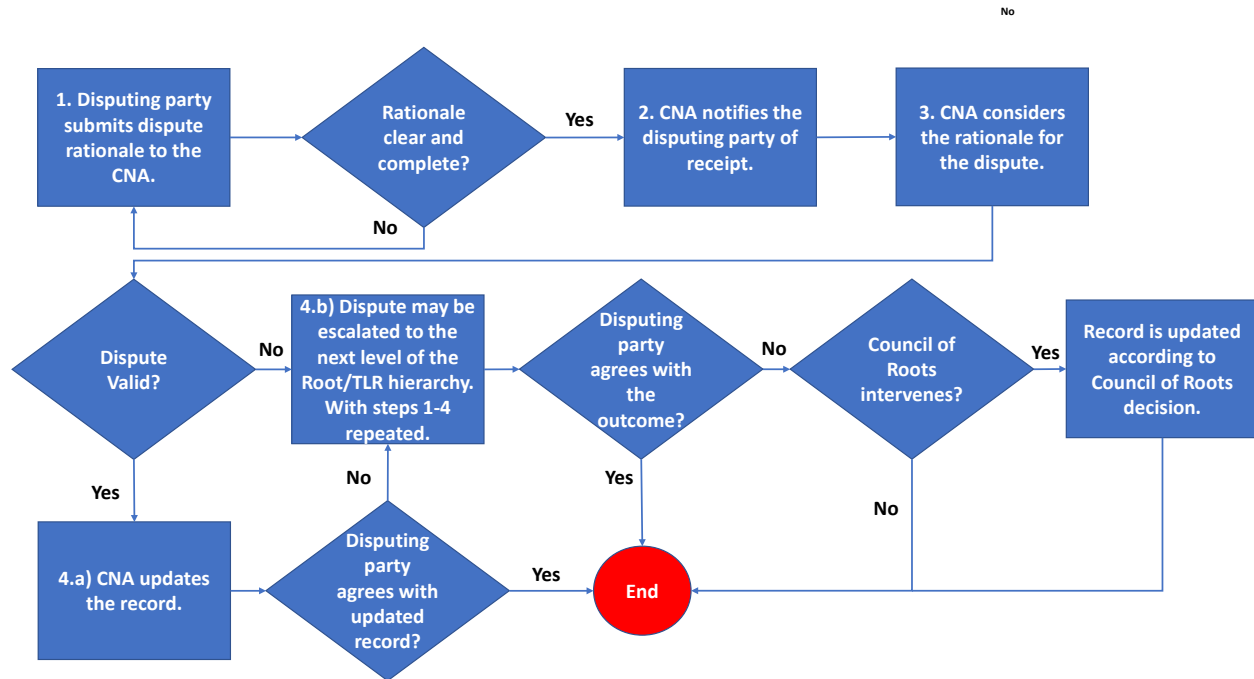 No
1. Disputing party
submits dispute
rationale to the
CNA.
Rationale
clear and
complete?
Yes
2. CNA notifies the
disputing party of
receipt.
3. CNA considers
the rationale for
the dispute.
No
Dispute
Valid?
No
4.b) Dispute may be
escalated to the
next level of the
Root/TLR hierarchy.
With steps 1-4
repeated.
Disputing
party
agrees with
the
outcome?
No
Council of
Roots
intervenes?
Yes
Record is updated
according to
Council of Roots
decision.
Yes
No
Yes
No
4.a) CNA updates
the record.
Disputing
party
agrees with
updated
record?
Yes
End